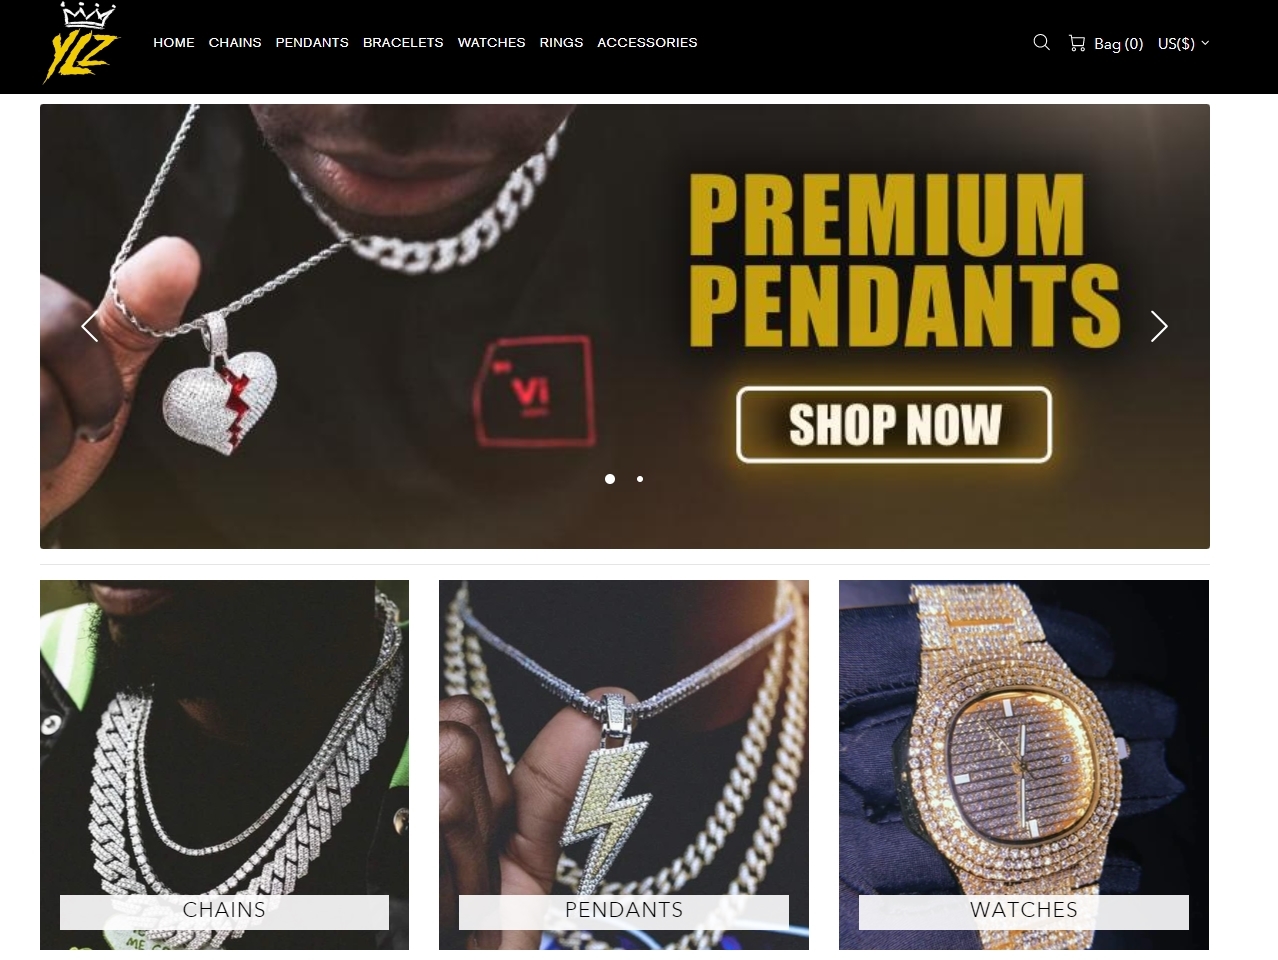 YLZ
HOME CHAINS PENDANTS BRACELETS WATCHES RINGS ACCESSORIES
Bag (0) US($)
PREMIUM
PENDANTS
Vi
SHOP NOW
CHAINS
PENDANTS
WATCHES
ME